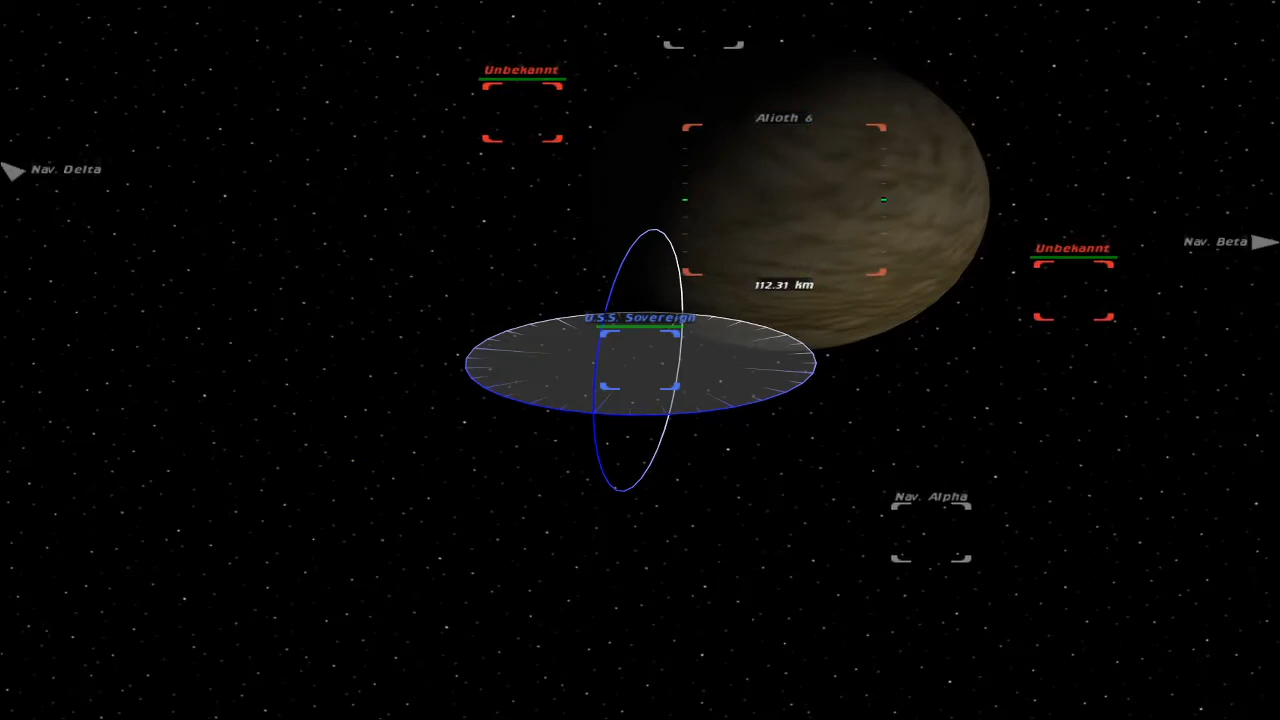 Unbekannt
Alioth 6
Nav. Delta
Nav. Beta
Unbekannt
112.31 km
U.S.S. Sovereign
Nav. Alpha